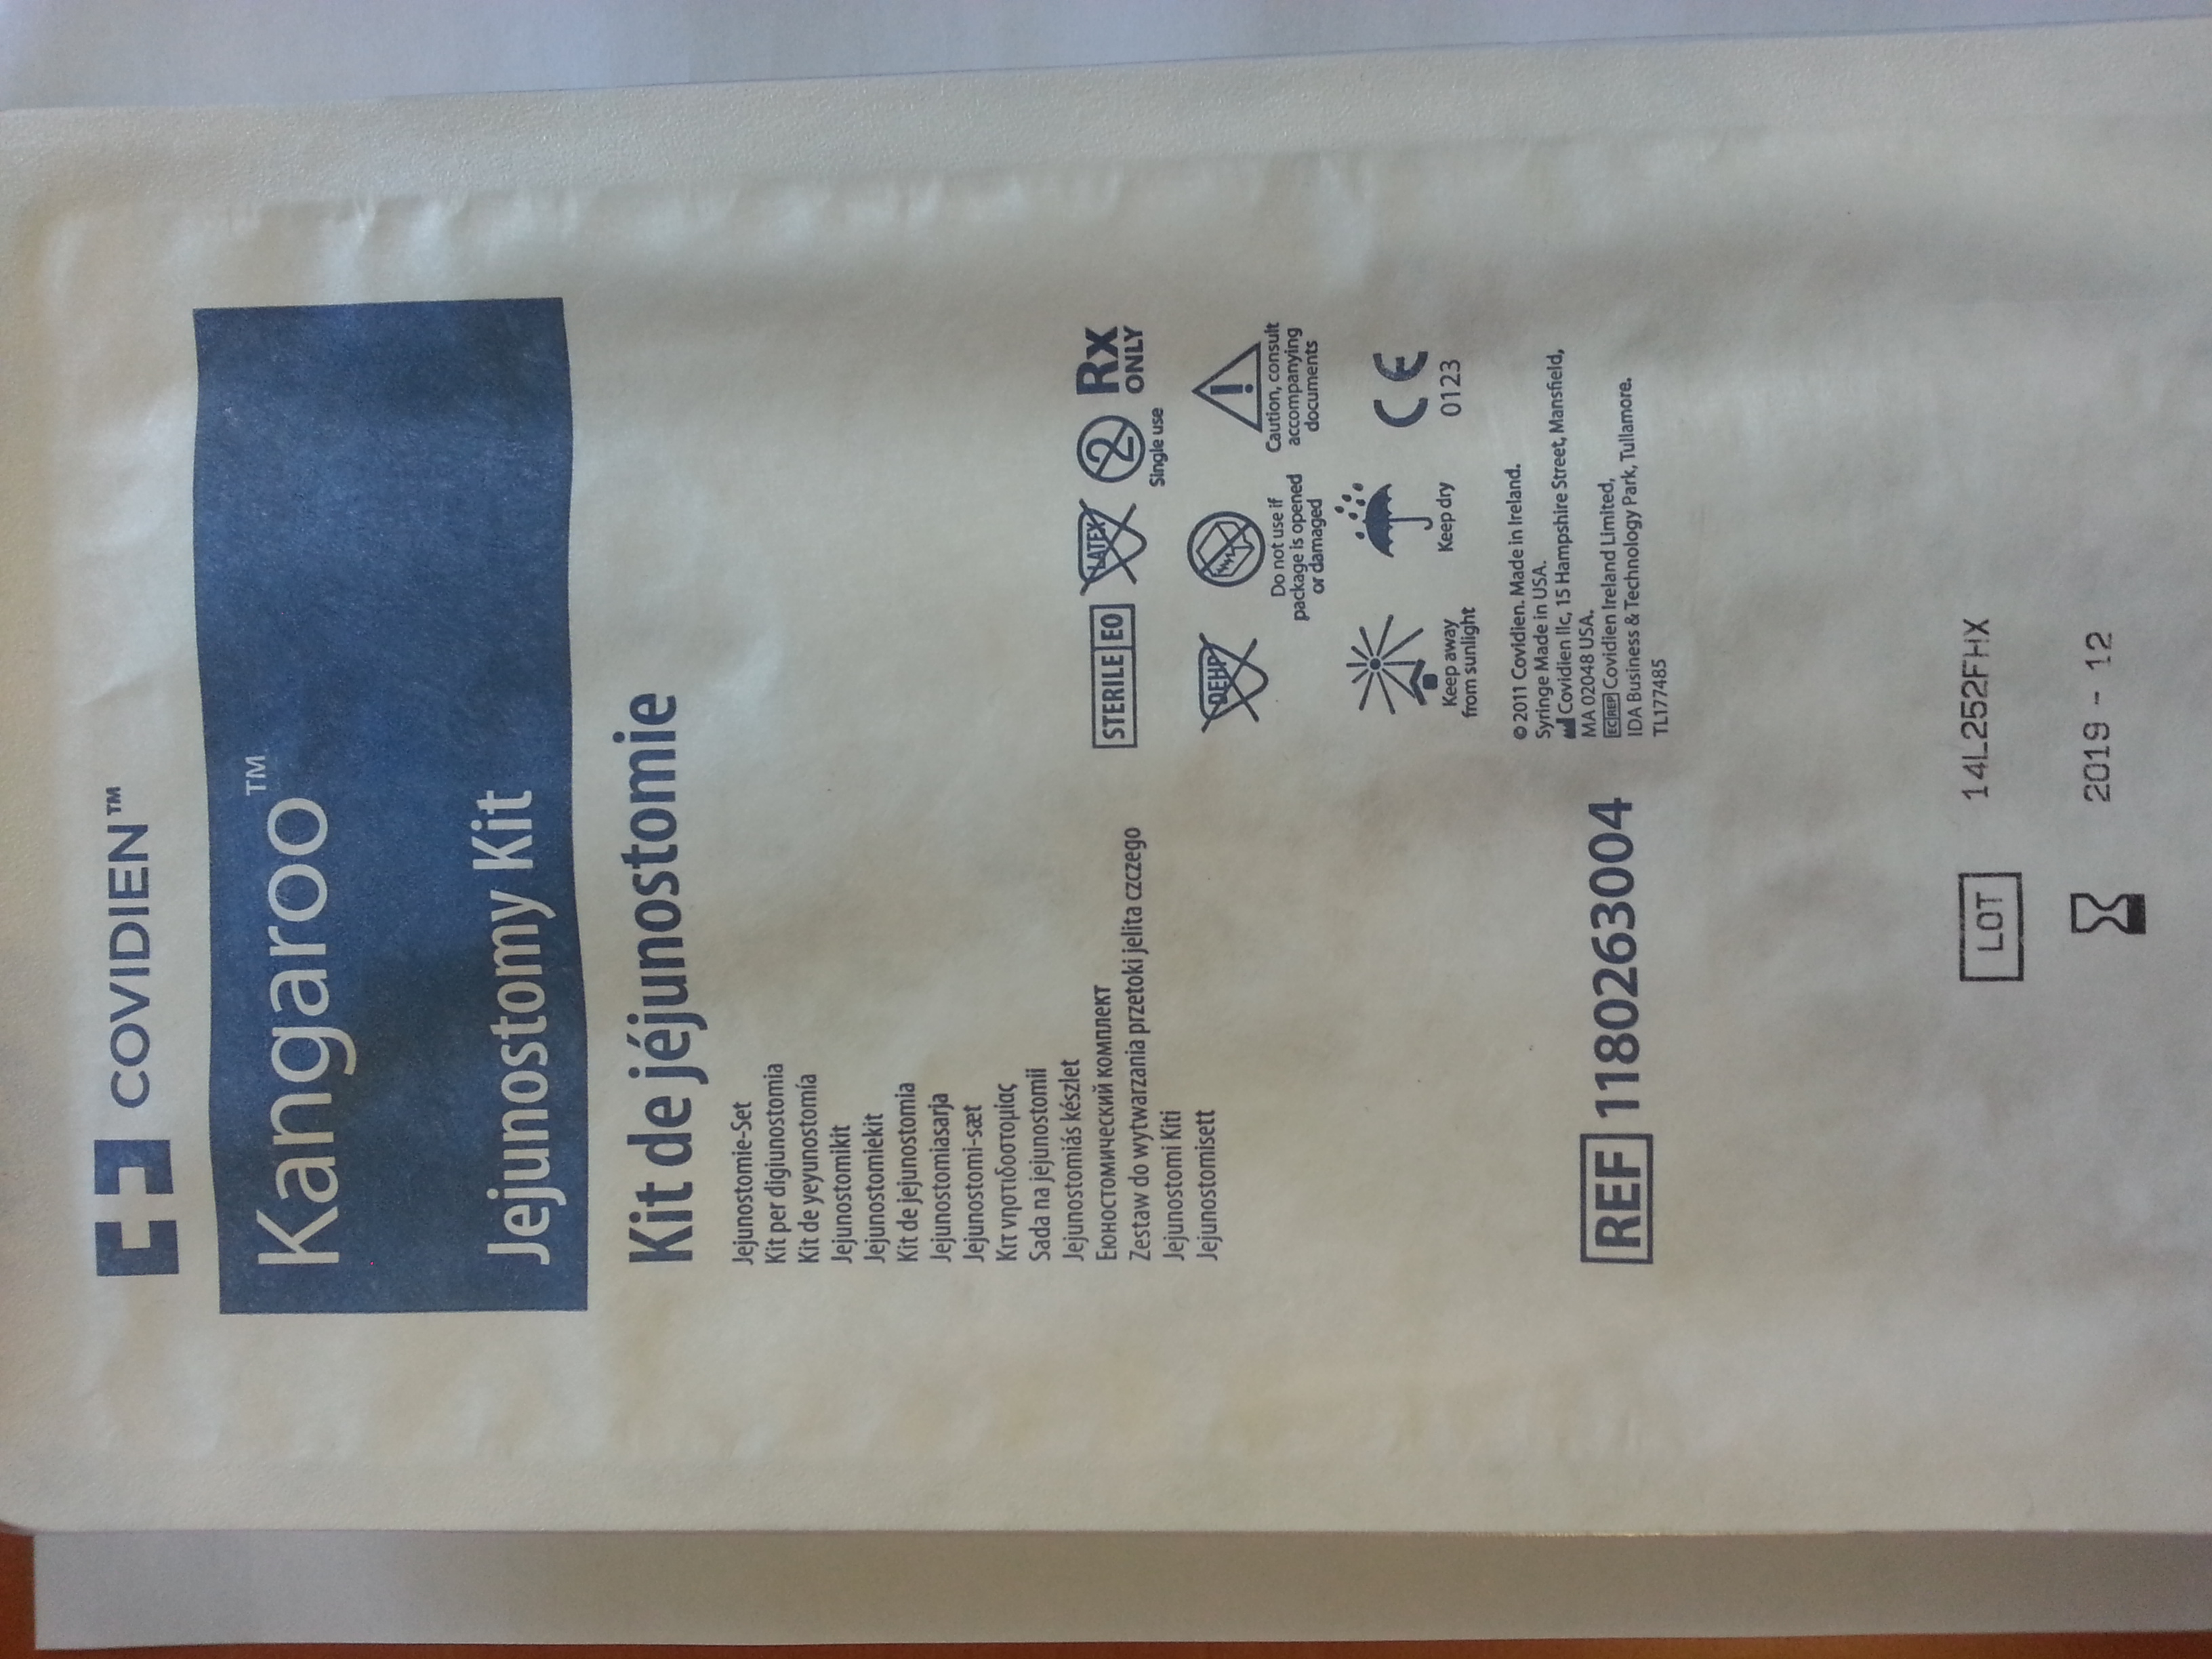 COVIDIEN™
Kangaroo™
Jejunostomy Kit
Kit de jéjunostomie
Jejunostomie-Set
Kit per digiunostomia
Kit de yeyunostomía
Jejunostomikit
Jejunostomiekit
Kit de jejunostomia
Jejunostomiasarja
Jejunostomi-sæt
Κιτ νηστιδοστομίας
Sada na jejunostomii
Jejunostomiás készlet
Еюностомический комплект
Zestaw do wytwarzania przetoki jelita czczego
Jejunostomi Kiti
Jejunostomisett
STERILE EO
LATEX
2
Single use
Rx
ONLY
DEHP
Do not use if
package is opened
or damaged
!
Caution, consult
accompanying
documents
Keep away
from sunlight
Keep dry
CE
0123
© 2011 Covidien. Made in Ireland.
Syringe Made in USA.
Covidien llc, 15 Hampshire Street, Mansfield,
MA 02048 USA.
EC REP Covidien Ireland Limited,
IDA Business & Technology Park, Tullamore.
TL177485
REF 1180263004
LOT 14L252FHX
2019 - 12